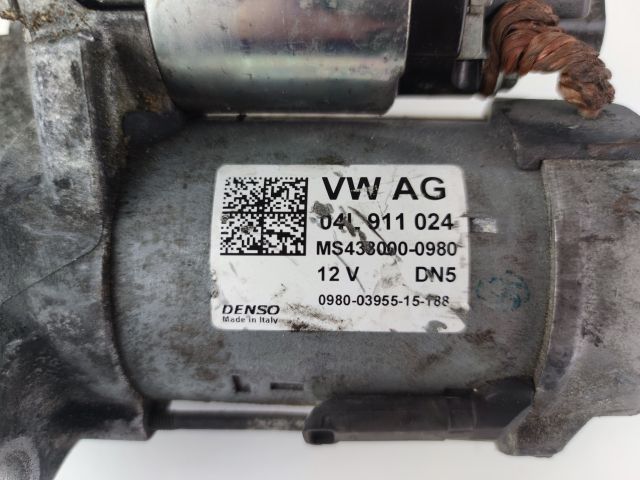 VW AG
04L 911 024
MS438000-0980
12 V DN5
0980-03955-15-188
DENSO
Made in Italy
L